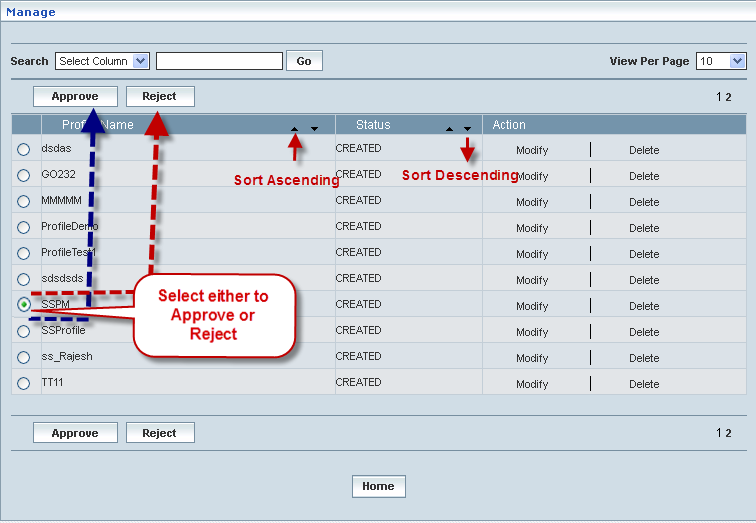 Manage
Search Select Column Go View Per Page 10
Approve Reject 1 2
Profile Name Status Action
dsdas CREATED Modify Delete
Sort Ascending Sort Descending
GO232 CREATED Modify Delete
MMMMM CREATED Modify Delete
ProfileDemo CREATED Modify Delete
ProfileTest1 CREATED Modify Delete
sdsdsds CREATED Modify Delete
SSPM CREATED Modify Delete
Select either to
Approve or
Reject
SSProfile CREATED Modify Delete
ss_Rajesh CREATED Modify Delete
TT11 CREATED Modify Delete
Approve Reject 1 2
Home